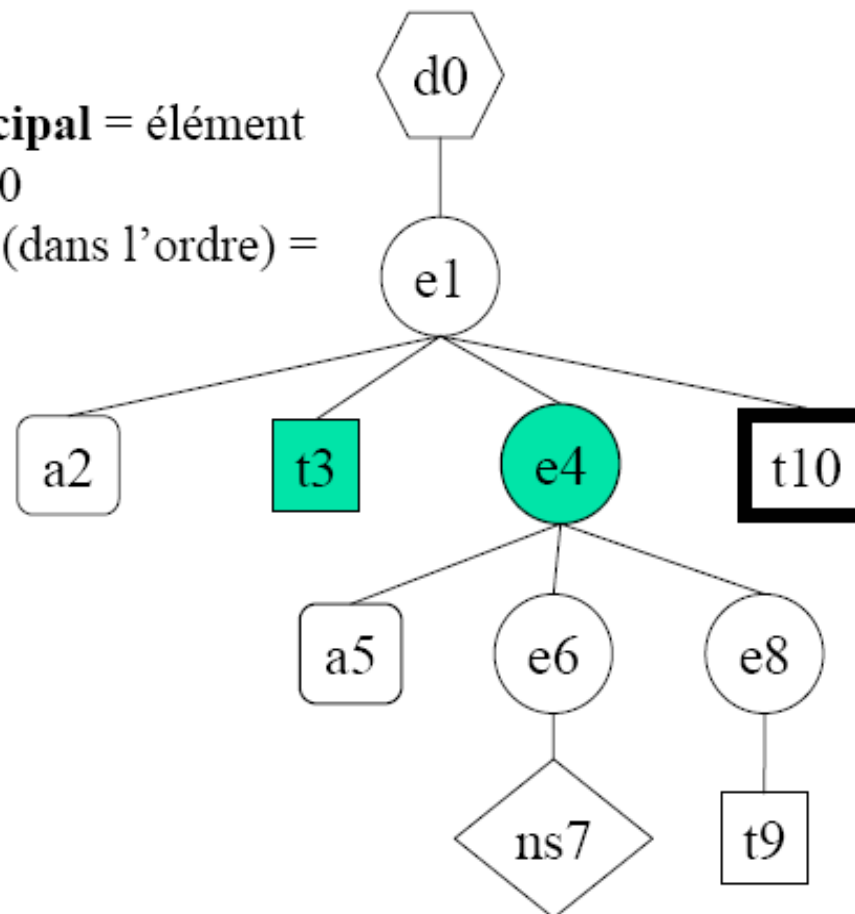 d0
cipal = élément
0
(dans l’ordre) =
e1
a2 t3 e4 t10
a5 e6 e8
ns7 t9